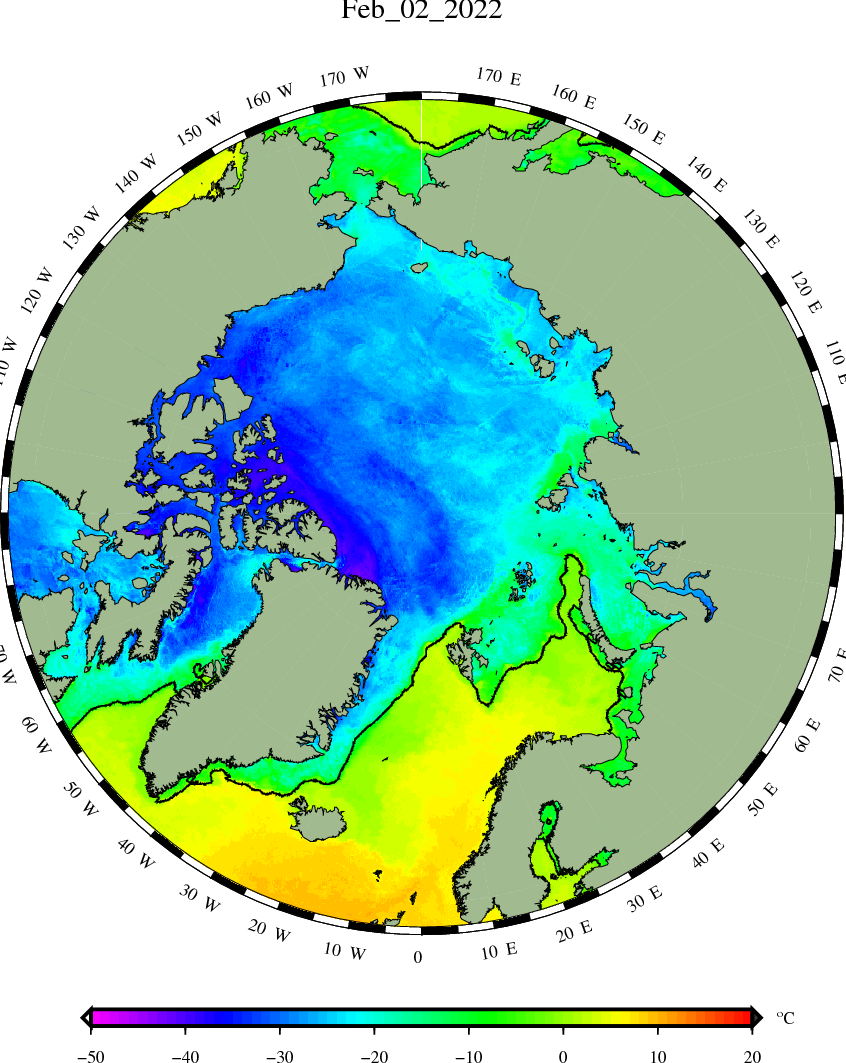 Feb_02_2022
170 W
170 E
160 W
160 E
150 W
150 E
140 W
140 E
130 W
130 E
120 W
120 E
110 W
110 E
70 W
70 E
60 W
60 E
50 W
50 E
40 W
40 E
30 W
30 E
20 W
20 E
10 W
10 E
0
°C
−50 −40 −30 −20 −10 0 10 20